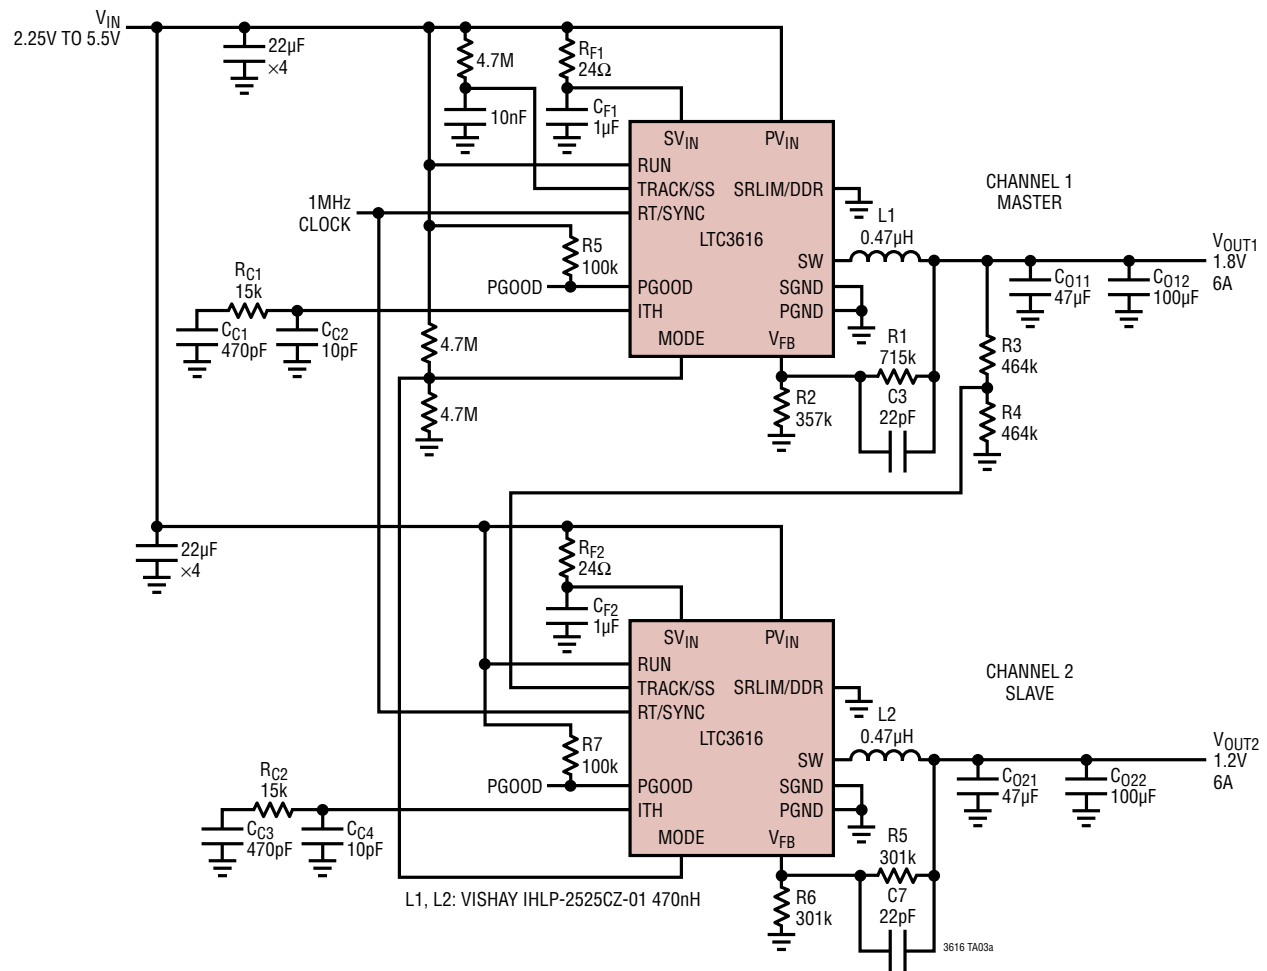 VIN
2.25V TO 5.5V
22µF
×4
4.7M
10nF
RF1
24Ω
CF1
1µF
SVIN
PVIN
RUN
TRACK/SS
SRLIM/DDR
RT/SYNC
LTC3616
SW
SGND
PGOOD
PGND
ITH
MODE
VFB
1MHz
CLOCK
R5
100k
PGOOD
RC1
15k
CC1
470pF
CC2
10pF
4.7M
4.7M
CHANNEL 1
MASTER
L1
0.47µH
VOUT1
1.8V
6A
CO11
47µF
CO12
100µF
R1
715k
C3
22pF
R2
357k
R3
464k
R4
464k
22µF
×4
RF2
24Ω
CF2
1µF
SVIN
PVIN
RUN
TRACK/SS
SRLIM/DDR
RT/SYNC
LTC3616
SW
SGND
PGOOD
PGND
ITH
MODE
VFB
R7
100k
PGOOD
RC2
15k
CC3
470pF
CC4
10pF
CHANNEL 2
SLAVE
L2
0.47µH
VOUT2
1.2V
6A
CO21
47µF
CO22
100µF
R5
301k
C7
22pF
R6
301k
L1, L2: VISHAY IHLP-2525CZ-01 470nH
3616 TA03a